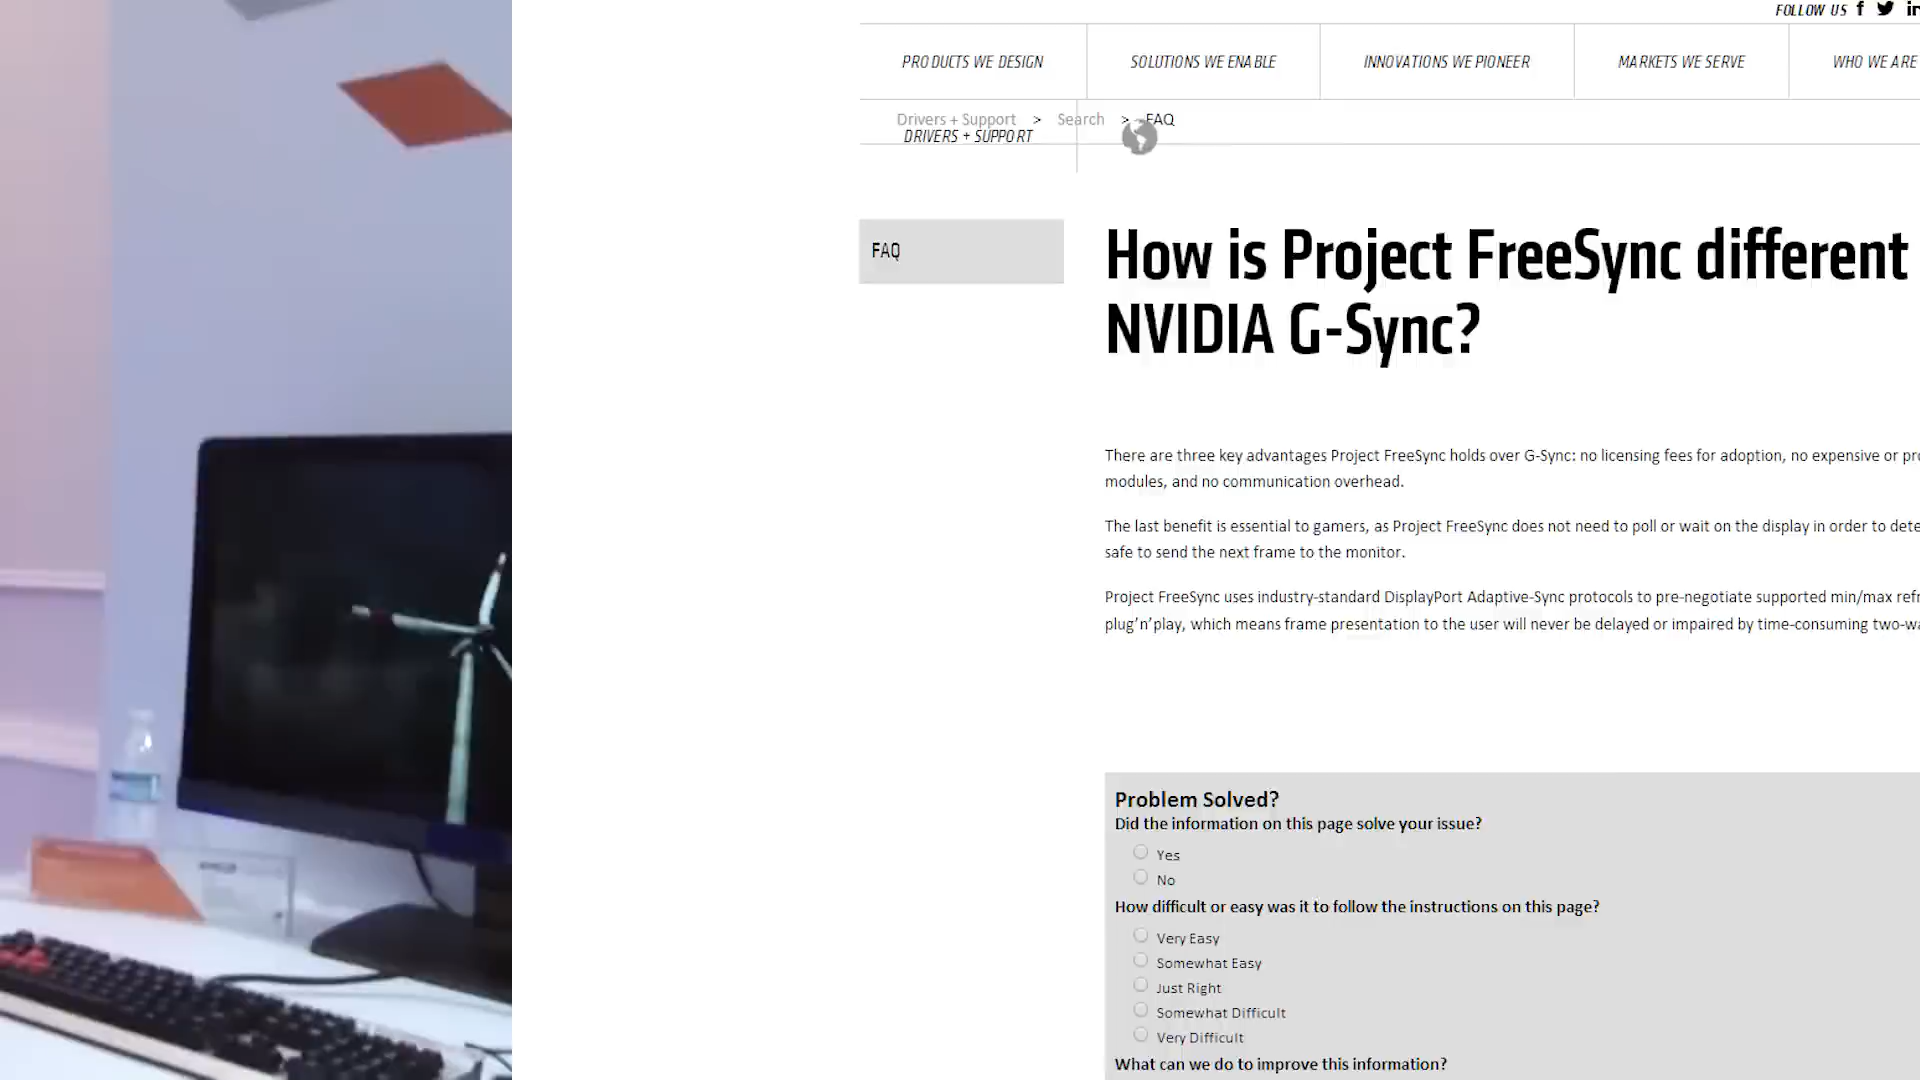 FOLLOW US
PRODUCTS WE DESIGN
SOLUTIONS WE ENABLE
INNOVATIONS WE PIONEER
MARKETS WE SERVE
WHO WE ARE
Drivers + Support > Search > FAQ
DRIVERS + SUPPORT
FAQ
How is Project FreeSync different
NVIDIA G-Sync?
There are three key advantages Project FreeSync holds over G-Sync: no licensing fees for adoption, no expensive or
modules, and no communication overhead.
The last benefit is essential to gamers, as Project FreeSync does not need to poll or wait on the display in order to
safe to send the next frame to the monitor.
Project FreeSync uses industry-standard DisplayPort Adaptive-Sync protocols to pre-negotiate supported min/max
plug’n’play, which means frame presentation to the user will never be delayed or impaired by time-consuming
Problem Solved?
Did the information on this page solve your issue?
Yes
No
How difficult or easy was it to follow the instructions on this page?
Very Easy
Somewhat Easy
Just Right
Somewhat Difficult
Very Difficult
What can we do to improve this information?